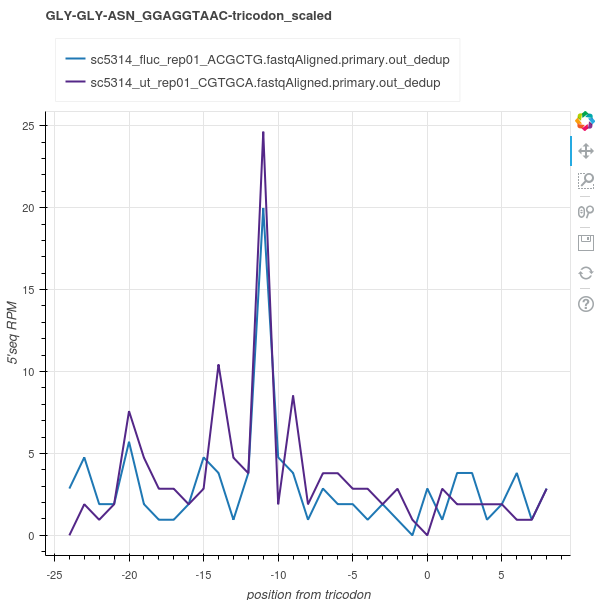 GLY-GLY-ASN_GGAGGTAAC-tricodon_scaled
sc5314_fluc_rep01_ACGCTG.fastqAligned.primary.out_dedup
sc5314_ut_rep01_CGTGCA.fastqAligned.primary.out_dedup
25
20
15
10
5
0
5'seq RPM
-25 -20 -15 -10 -5 0 5
position from tricodon